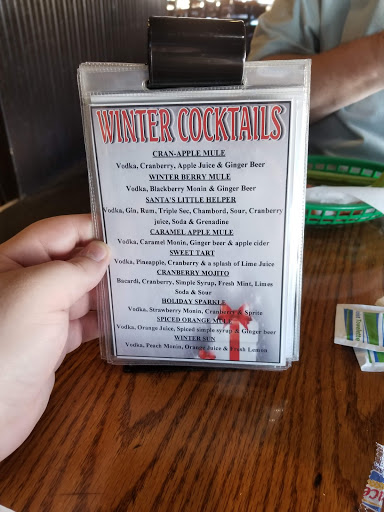 WINTER COCKTAILS
CRAN-APPLE MULE
Vodka, Cranberry, Apple Juice & Ginger Beer
WINTER BERRY MULE
Vodka, Blackberry Monin & Ginger Beer
SANTA'S LITTLE HELPER
Vodka, Gin, Rum, Triple Sec, Chambord, Sour, Cranberry
juice, Soda & Grenadine
CARAMEL APPLE MULE
Vodka, Caramel Monin, Ginger beer & apple cider
SWEET TART
Vodka, Pineapple, Cranberry & a splash of Lime Juice
CRANBERRY MOJITO
Bacardi, Cranberry, Simple Syrup, Fresh Mint, Limes
Soda & Sour
HOLIDAY SPARKLE
Vodka, Strawberry Monin, Cranberry & Sprite
SPICED ORANGE MULE
Vodka, Orange Juice, Spiced simple syrup & Ginger beer
WINTER SUN
Vodka, Peach Monin, Orange Juice & Fresh Lemon